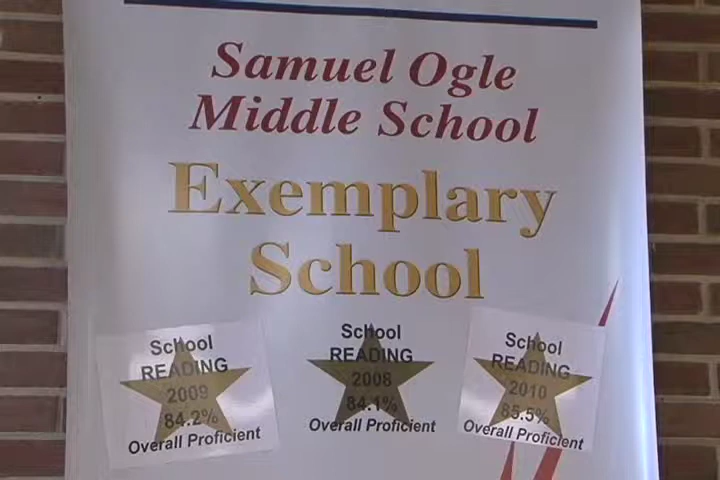 Samuel Ogle
Middle School
Exemplary
School
School
READING
2009
84.2%
Overall Proficient
School
READING
2008
84.1%
Overall Proficient
School
READING
2010
85.5%
Overall Proficient